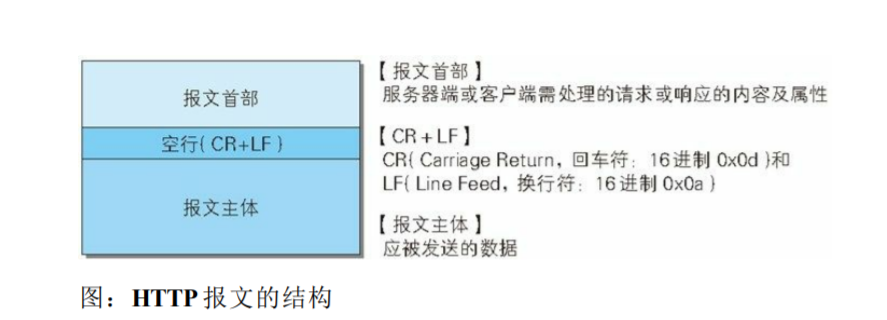 报文首部
空行( CR+LF )
报文主体
【 报文首部 】
服务器端或客户端需处理的请求或响应的内容及属性
【 CR + LF 】
CR( Carriage Return, 回车符: 16 进制 0x0d )和
LF( Line Feed, 换行符: 16 进制 0x0a )
【 报文主体 】
应被发送的数据
图：HTTP 报文的结构